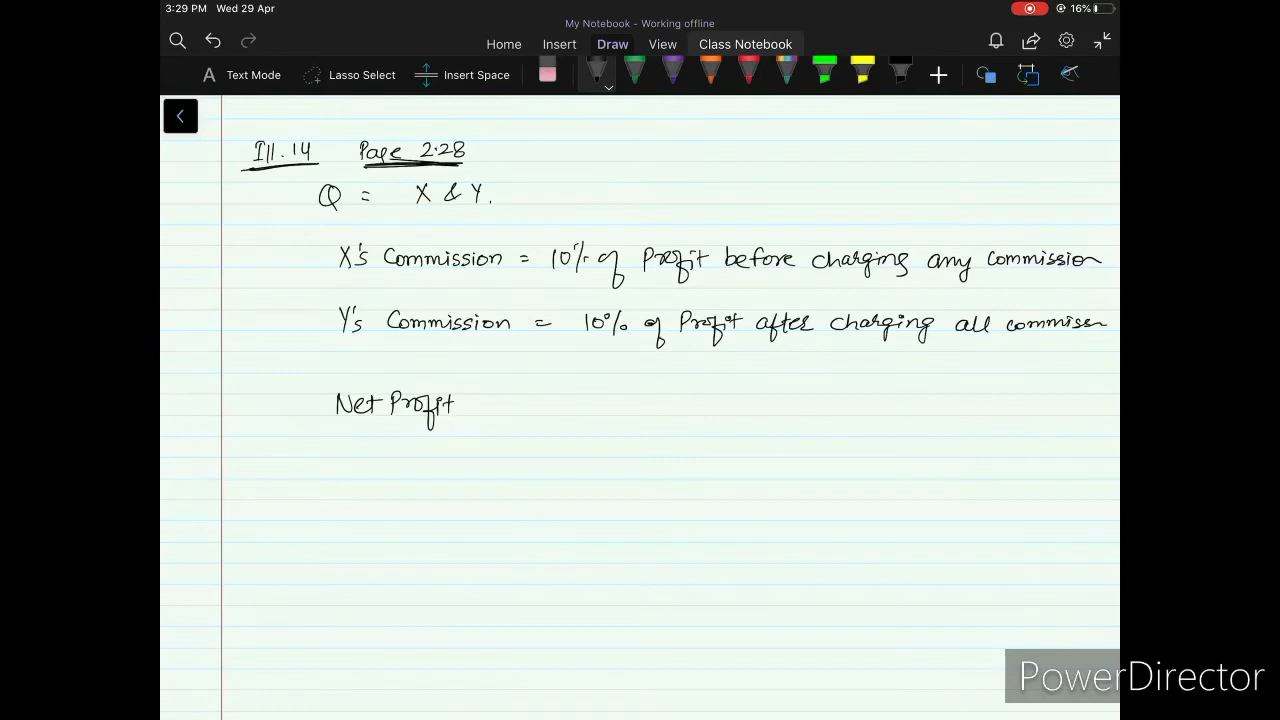 3:29 PM Wed 29 Apr
16%
My Notebook - Working offline
Home Insert Draw View Class Notebook
Text Mode Lasso Select Insert Space
Ill. 14 Page 2.28
Q = X & Y.
X's Commission = 10% of Profit before charging any commission
Y's Commission = 10% of Profit after charging all commissn
Net Profit
PowerDirector